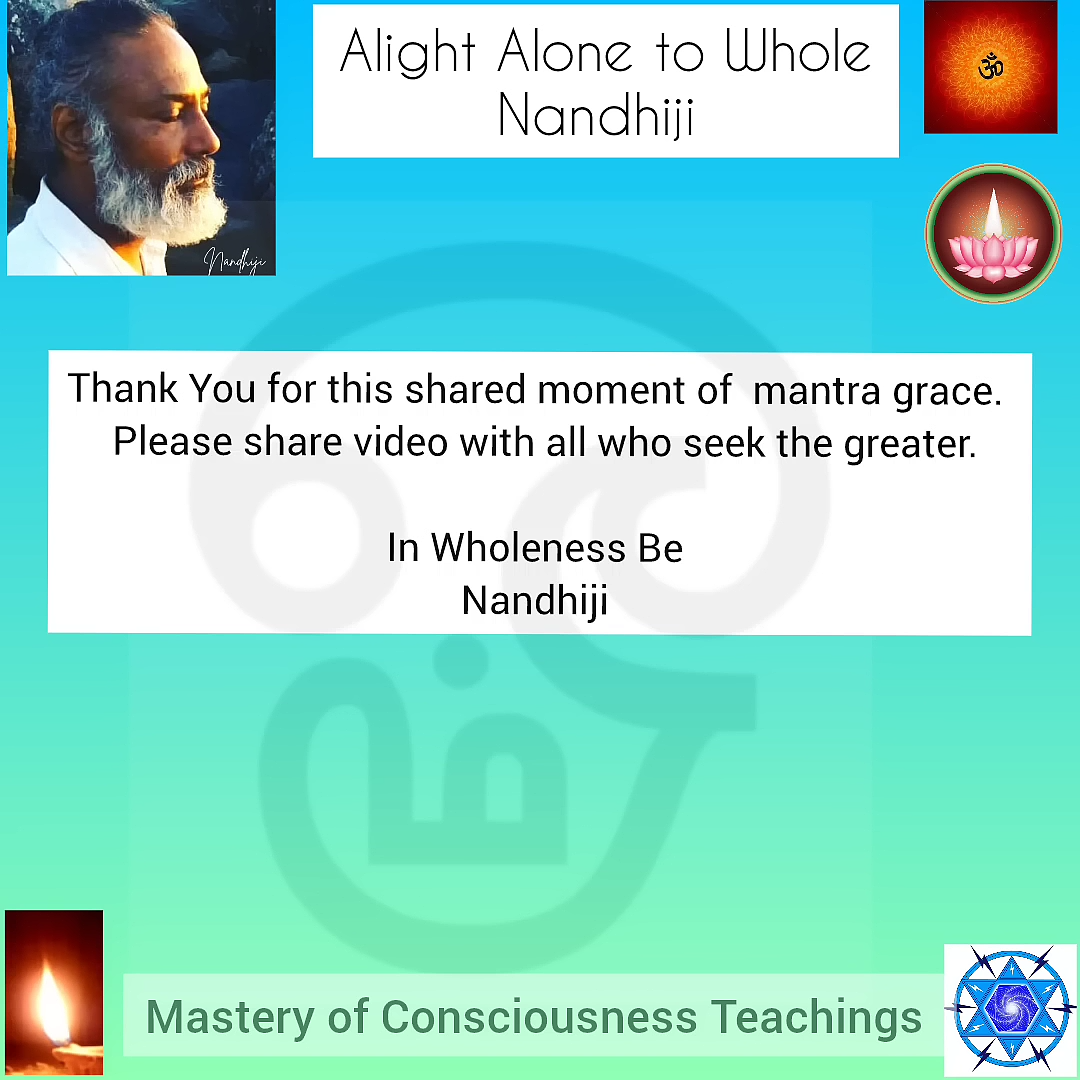 Alight Alone to Whole
Nandhiji
ॐ
Nandhiji
Thank You for this shared moment of mantra grace.
Please share video with all who seek the greater.
In Wholeness Be
Nandhiji
ௐ
Mastery of Consciousness Teachings